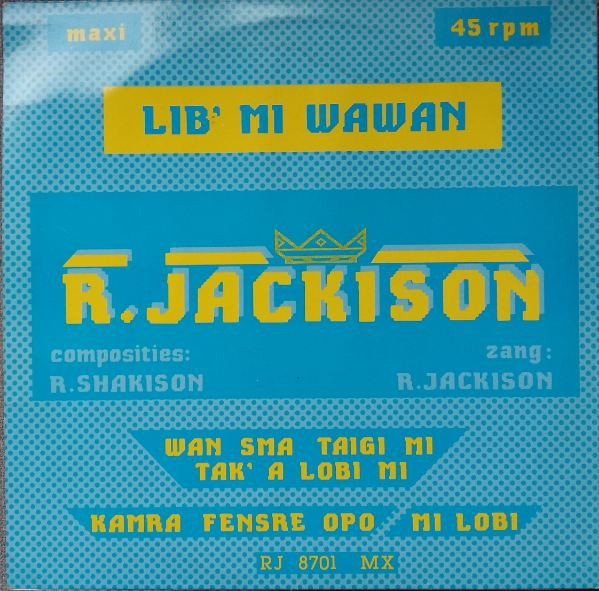 maxi
45 rpm
LIB' MI WAWAN
R.JACKISON
composities:
zang:
R.SHAKISON
R.JACKISON
WAN SMA TAIGI MI
TAK' A LOBI MI
KAMRA FENSRE OPO
MI LOBI
RJ 8701 MX